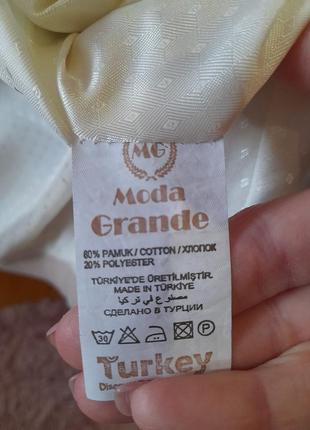 MG
Moda
Grande
80% PAMUK / COTTON / ХЛОПОК
20% POLYESTER
TÜRKİYE'DE ÜRETİLMİŞTİR.
MADE IN TÜRKİYE
مصنوع في تركيا
СДЕЛАНО В ТУРЦИИ
30 P
Turkey